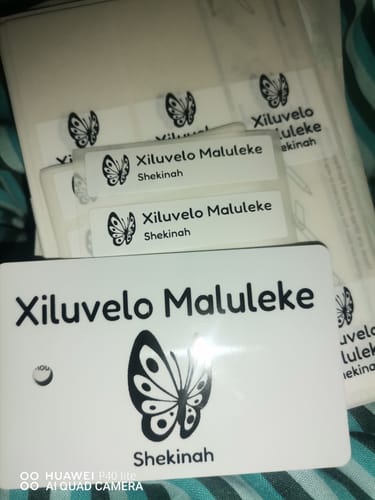 Xiluvelo
Maluleke
Shekinah
Xiluvelo Maluleke
Shekinah
Xiluvelo Maluleke
Shekinah
Xiluvelo Maluleke
Shekinah
HUAWEI P40 lite
AI QUAD CAMERA